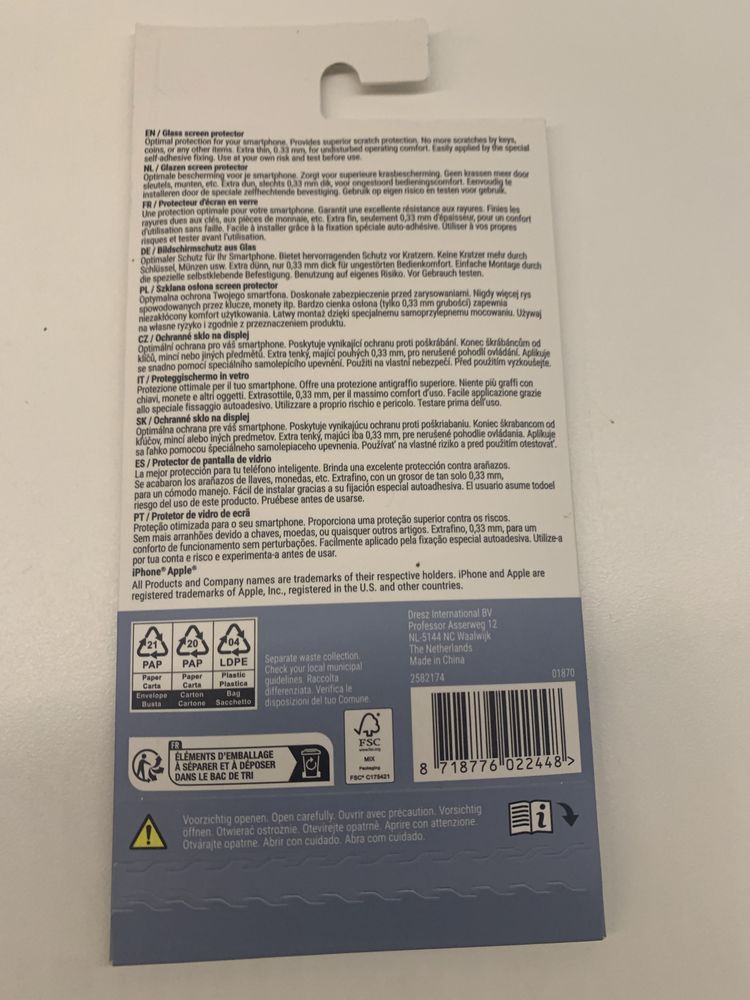 EN / Glass screen protector
Optimal protection for your smartphone. Provides superior scratch protection. No more scratches by keys,
coins, or any other items. Extra thin, 0.33 mm, for undisturbed operating comfort. Easily applied by the special
self-adhesive fixing. Use at your own risk and test before use.
NL / Glazen screen protector
Optimale bescherming voor je smartphone. Zorgt voor superieure krasbescherming. Geen krassen meer door
sleutels, munten, etc. Extra dun, slechts 0,33 mm dik, voor ongestoord bedieningscomfort. Eenvoudig te
installeren door de speciale zelfhechtende bevestiging. Gebruik op eigen risico en testen voor gebruik.
FR / Protecteur d'écran en verre
Une protection optimale pour votre smartphone. Garantit une excellente résistance aux rayures. Finies les
rayures dues aux clés, aux pièces de monnaie, etc. Extra fin, seulement 0,33 mm d'épaisseur, pour un confort
d'utilisation sans faille. Facile à installer grâce à la fixation spéciale auto-adhésive. Utiliser à vos propres
risques et tester avant l'utilisation.
DE / Bildschirmschutz aus Glas
Optimaler Schutz für Ihr Smartphone. Bietet hervorragenden Schutz vor Kratzern. Keine Kratzer mehr durch
Schlüssel, Münzen usw. Extra dünn, nur 0,33 mm dick für ungestörten Bedienkomfort. Einfache Montage durch
die spezielle selbstklebende Befestigung. Benutzung auf eigenes Risiko. Vor Gebrauch testen.
PL / Szklana osłona screen protector
Optymalna ochrona Twojego smartfona. Doskonałe zabezpieczenie przed zarysowaniami. Nigdy więcej rys
spowodowanych przez klucze, monety itp. Bardzo cienka osłona (tylko 0,33 mm grubości) zapewnia
niezakłócony komfort użytkowania. Łatwy montaż dzięki specjalnemu samoprzylepnemu mocowaniu. Używaj
na własne ryzyko i zgodnie z przeznaczeniem produktu.
CZ / Ochranné sklo na displej
Optimální ochrana pro váš smartphone. Poskytuje vynikající ochranu proti poškrábání. Konec škrábáncům od
klíčů, mincí nebo jiných předmětů. Extra tenký, mající pouhých 0,33 mm, pro nerušené pohodlí ovládání. Aplikuje
se snadno pomocí speciálního samolepícího upevnění. Použití na vlastní nebezpečí. Před použitím vyzkoušejte.
IT / Proteggischermo in vetro
Protezione ottimale per il tuo smartphone. Offre una protezione antigraffio superiore. Niente più graffi con
chiavi, monete e altri oggetti. Extrasottile, 0,33 mm, per il massimo comfort d'uso. Facile applicazione grazie
allo speciale fissaggio autoadesivo. Utilizzare a proprio rischio e pericolo. Testare prima dell'uso.
SK / Ochranné sklo na displej
Optimálna ochrana pre váš smartphone. Poskytuje vynikajúcu ochranu proti poškriabaniu. Koniec škrabancom od
kľúčov, mincí alebo iných predmetov. Extra tenký, majúci iba 0,33 mm, pre nerušené pohodlie ovládania. Aplikuje
sa ľahko pomocou špeciálneho samolepiaceho upevnenia. Používať na vlastné riziko a pred použitím otestovať.
ES / Protector de pantalla de vidrio
La mejor protección para tu teléfono inteligente. Brinda una excelente protección contra arañazos.
Se acabaron los arañazos de llaves, monedas, etc. Extrafino, con un grosor de tan solo 0,33 mm,
para un cómodo manejo. Fácil de instalar gracias a su fijación especial autoadhesiva. El usuario asume todoel
riesgo del uso de este producto. Pruébese antes de usarse.
PT / Protetor de vidro de ecrã
Proteção otimizada para o seu smartphone. Proporciona uma proteção superior contra os riscos.
Sem mais arranhões devido a chaves, moedas, ou quaisquer outros artigos. Extrafino, 0,33 mm, para um
conforto de funcionamento sem perturbações. Facilmente aplicado pela fixação especial autoadesiva. Utilize-a
por tua conta e risco e experimenta-a antes de usar.
iPhone® Apple®
All Products and Company names are trademarks of their respective holders. iPhone and Apple are
registered trademarks of Apple, Inc., registered in the U.S. and other countries.
21 20 04
PAP PAP LDPE
Paper Paper Plastic
Carta Carta Plastica
Envelope Carton Bag
Busta Cartone Sacchetto
Separate waste collection.
Check your local municipal
guidelines. Raccolta
differenziata. Verifica le
disposizioni del tuo Comune.
Dresz International BV
Professor Asserweg 12
NL-5144 NC Waalwijk
The Netherlands
Made in China
2582174 01870
8 718776 022448 >
FR
ÉLÉMENTS D'EMBALLAGE
À SÉPARER ET À DÉPOSER
DANS LE BAC DE TRI
FSC
www.fsc.org
MIX
Packaging
FSC® C175421
Voorzichtig openen. Open carefully. Ouvrir avec précaution. Vorsichtig
öffnen. Otwierać ostrożnie. Otevírejte opatrně. Aprire con attenzione.
Otvárajte opatrne. Abrir con cuidado. Abra com cuidado.
i